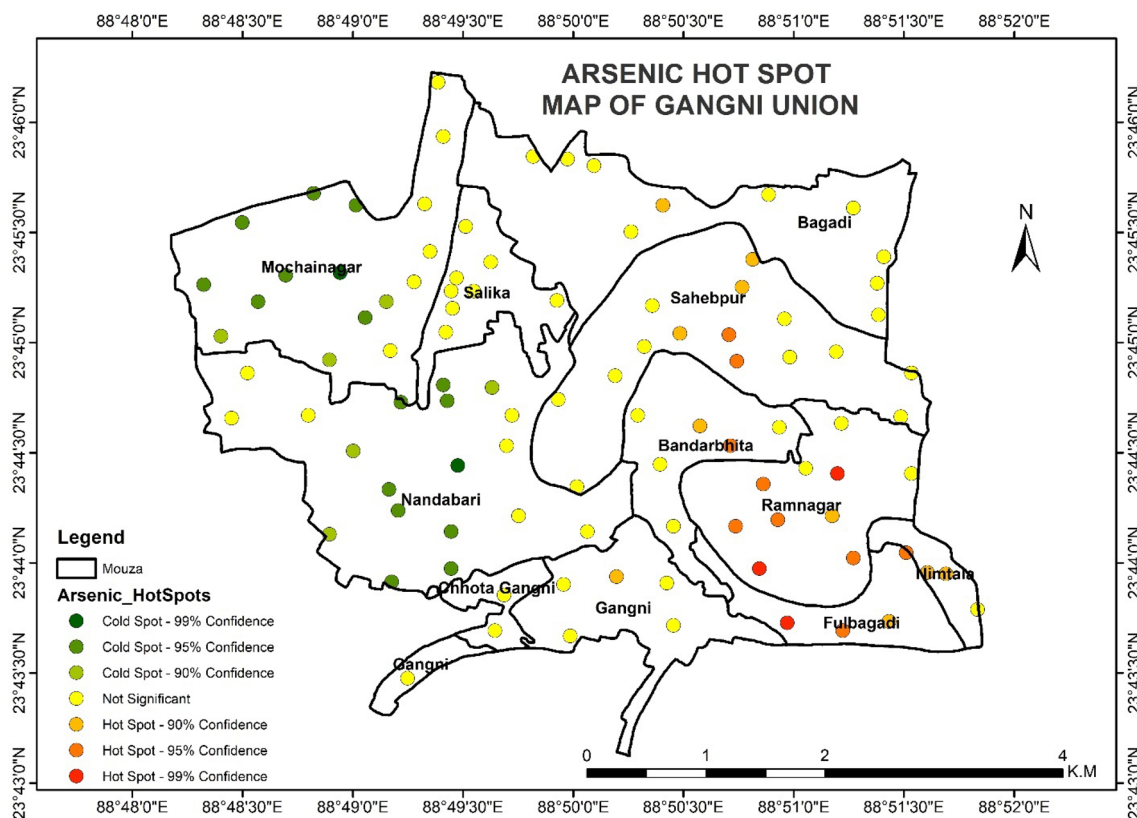 88°48'0"E 88°48'30"E 88°49'0"E 88°49'30"E 88°50'0"E 88°50'30"E 88°51'0"E 88°51'30"E 88°52'0"E
ARSENIC HOT SPOT
MAP OF GANGNI UNION
23°46'0"N
23°45'30"N
23°45'0"N
23°44'30"N
23°44'0"N
23°43'30"N
23°43'0"N
23°46'0"N
23°45'30"N
23°45'0"N
23°44'30"N
23°44'0"N
23°43'30"N
23°43'0"N
N
Bagadi
Mochainagar
Salika
Sahebpur
Bandarbhita
Nandabari
Ramnagar
Nimtala
Chhota Gangni
Gangni
Fulbagadi
Gangni
Legend
Mouza
Arsenic_HotSpots
Cold Spot - 99% Confidence
Cold Spot - 95% Confidence
Cold Spot - 90% Confidence
Not Significant
Hot Spot - 90% Confidence
Hot Spot - 95% Confidence
Hot Spot - 99% Confidence
0 1 2 4
K.M
88°48'0"E 88°48'30"E 88°49'0"E 88°49'30"E 88°50'0"E 88°50'30"E 88°51'0"E 88°51'30"E 88°52'0"E